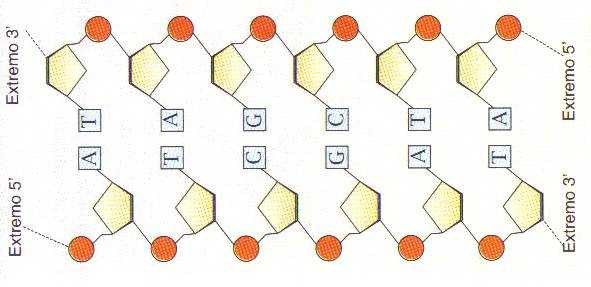 Extremo 5' Extremo 3'
A T
T A
C G
G C
A T
T A
Extremo 3' Extremo 5'